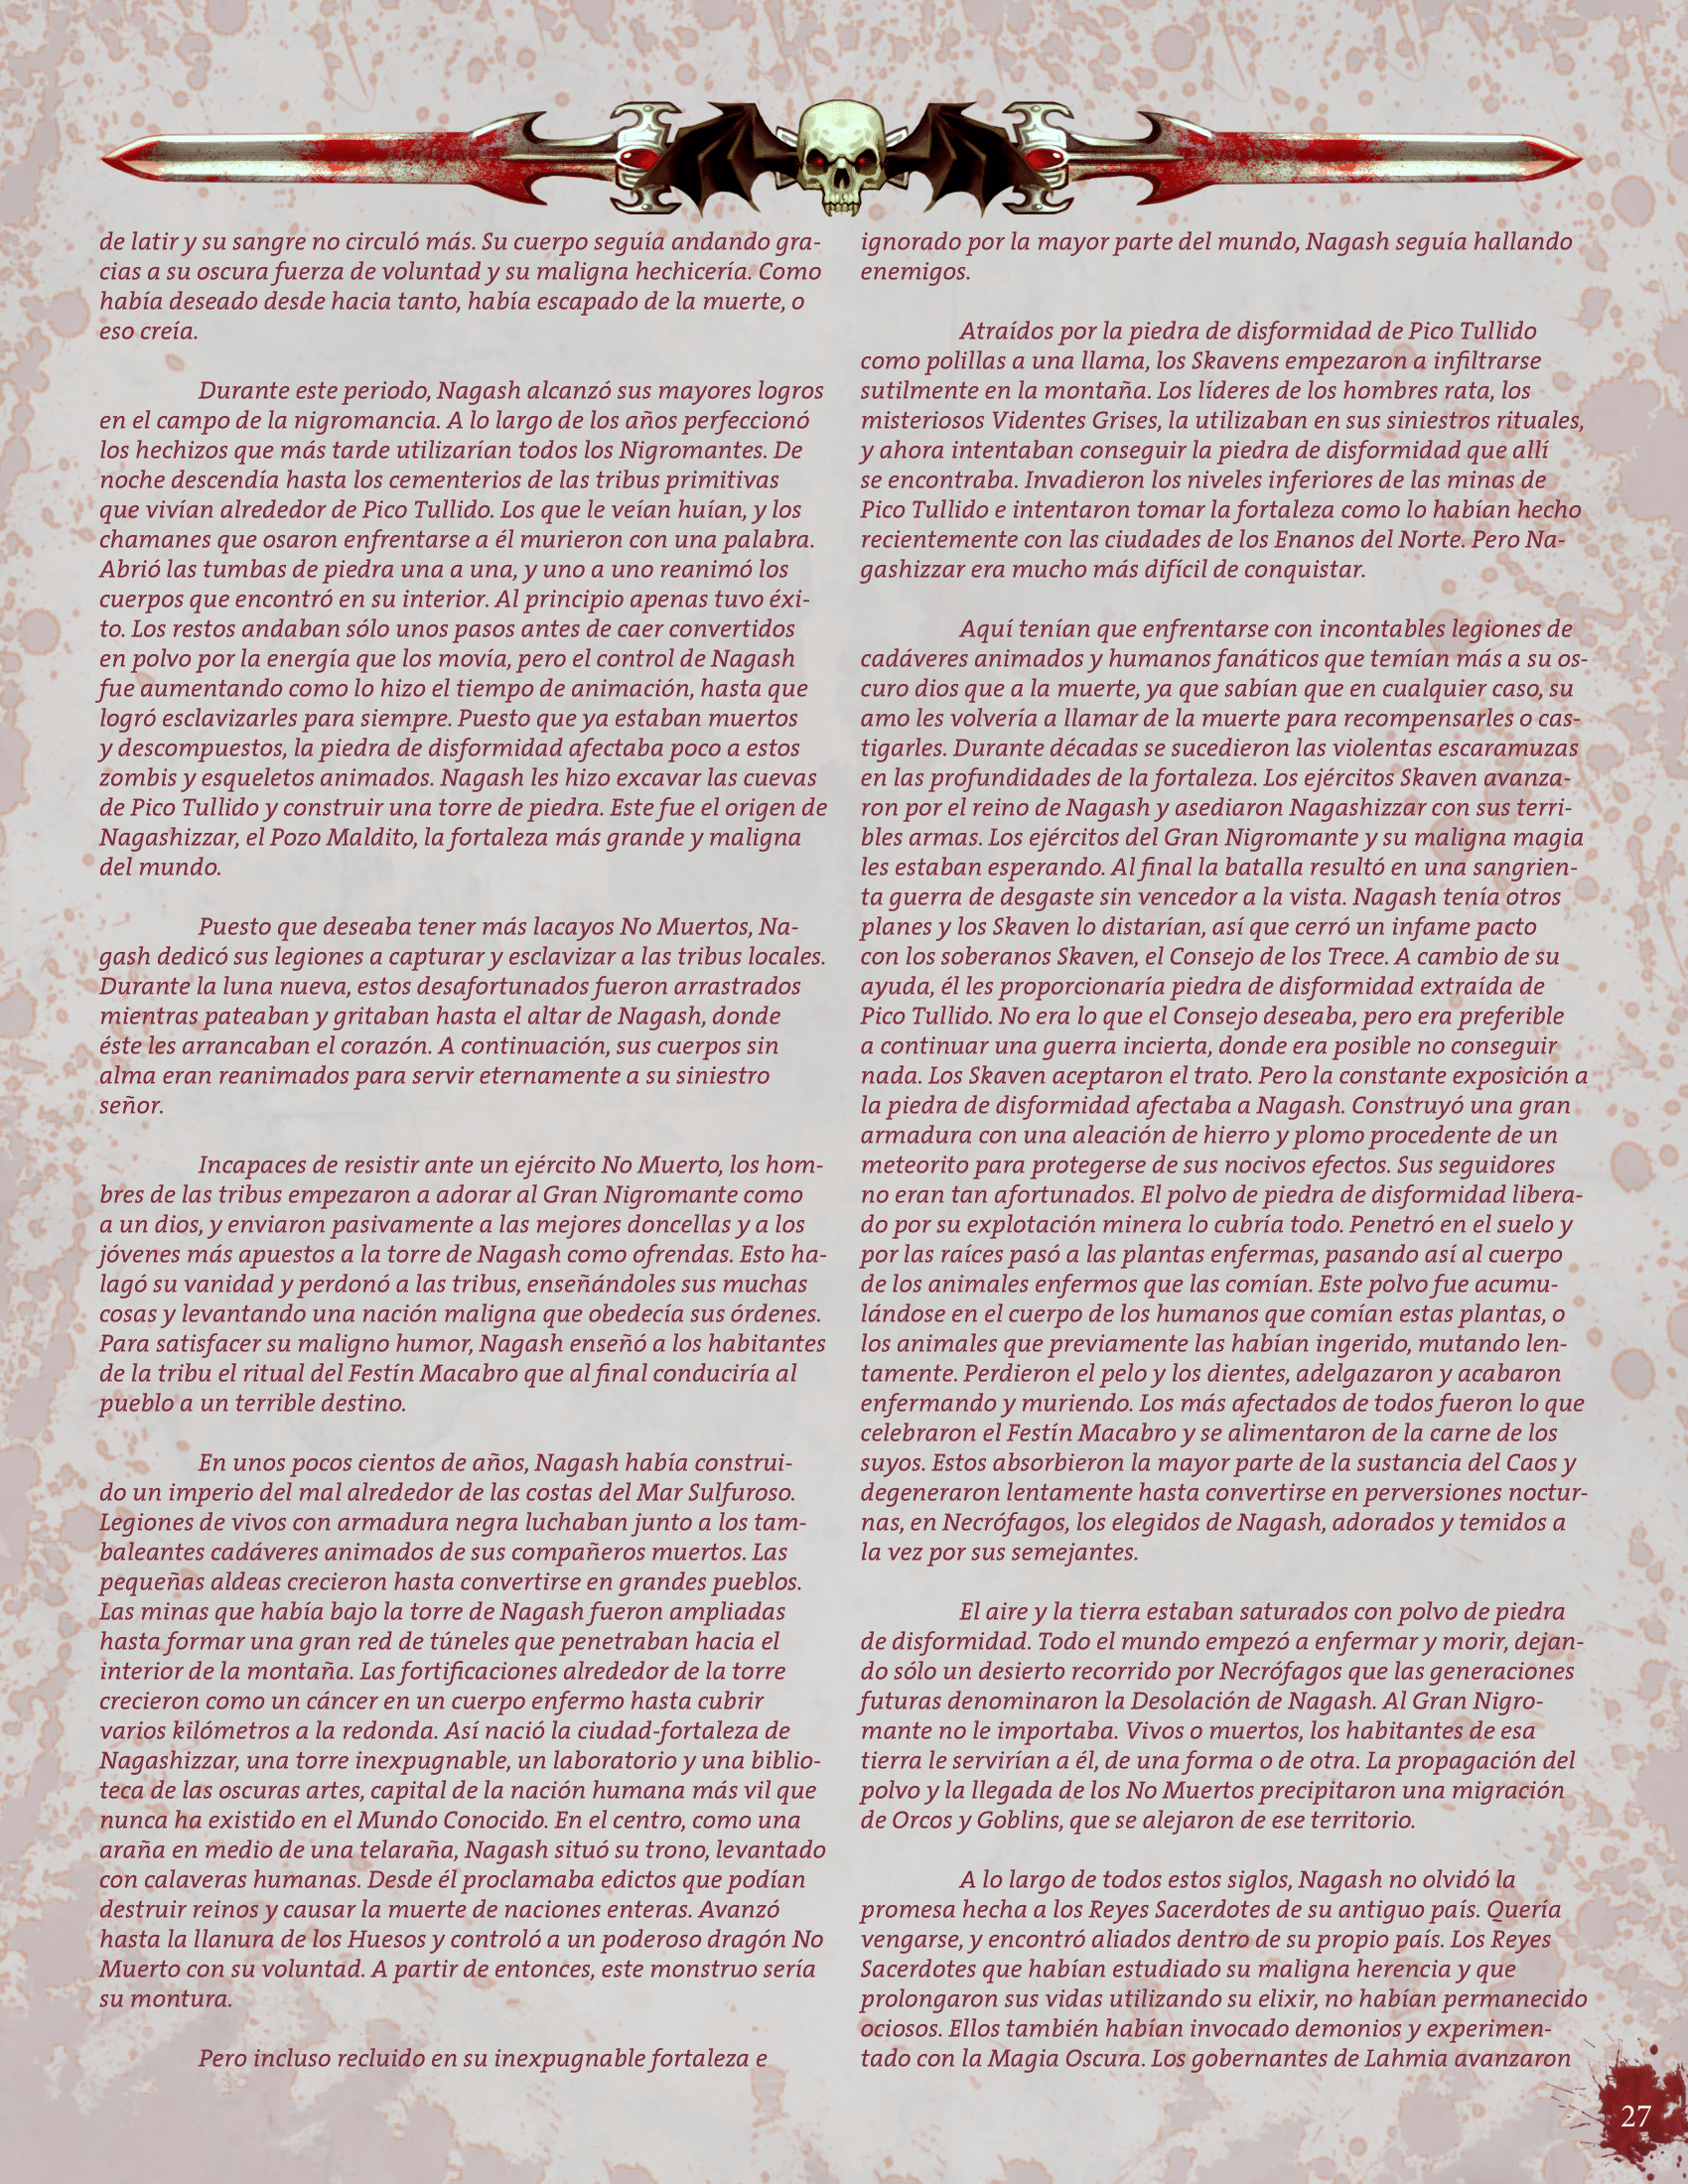 de latir y su sangre no circuló más. Su cuerpo seguía andando gra-
cias a su oscura fuerza de voluntad y su maligna hechicería. Como
había deseado desde hacia tanto, había escapado de la muerte, o
eso creía.
Durante este periodo, Nagash alcanzó sus mayores logros
en el campo de la nigromancia. A lo largo de los años perfeccionó
los hechizos que más tarde utilizarían todos los Nigromantes. De
noche descendía hasta los cementerios de las tribus primitivas
que vivían alrededor de Pico Tullido. Los que le veían huían, y los
chamanes que osaron enfrentarse a él murieron con una palabra.
Abrió las tumbas de piedra una a una, y uno a uno reanimó los
cuerpos que encontró en su interior. Al principio apenas tuvo éxi-
to. Los restos andaban sólo unos pasos antes de caer convertidos
en polvo por la energía que los movía, pero el control de Nagash
fue aumentando como lo hizo el tiempo de animación, hasta que
logró esclavizarles para siempre. Puesto que ya estaban muertos
y descompuestos, la piedra de disformidad afectaba poco a estos
zombis y esqueletos animados. Nagash les hizo excavar las cuevas
de Pico Tullido y construir una torre de piedra. Este fue el origen de
Nagashizzar, el Pozo Maldito, la fortaleza más grande y maligna
del mundo.
Puesto que deseaba tener más lacayos No Muertos, Na-
gash dedicó sus legiones a capturar y esclavizar a las tribus locales.
Durante la luna nueva, estos desafortunados fueron arrastrados
mientras pateaban y gritaban hasta el altar de Nagash, donde
éste les arrancaban el corazón. A continuación, sus cuerpos sin
alma eran reanimados para servir eternamente a su siniestro
señor.
Incapaces de resistir ante un ejército No Muerto, los hom-
bres de las tribus empezaron a adorar al Gran Nigromante como
a un dios, y enviaron pasivamente a las mejores doncellas y a los
jóvenes más apuestos a la torre de Nagash como ofrendas. Esto ha-
lagó su vanidad y perdonó a las tribus, enseñándoles sus muchas
cosas y levantando una nación maligna que obedecía sus órdenes.
Para satisfacer su maligno humor, Nagash enseñó a los habitantes
de la tribu el ritual del Festín Macabro que al final conduciría al
pueblo a un terrible destino.
En unos pocos cientos de años, Nagash había construi-
do un imperio del mal alrededor de las costas del Mar Sulfuroso.
Legiones de vivos con armadura negra luchaban junto a los tam-
baleantes cadáveres animados de sus compañeros muertos. Las
pequeñas aldeas crecieron hasta convertirse en grandes pueblos.
Las minas que había bajo la torre de Nagash fueron ampliadas
hasta formar una gran red de túneles que penetraban hacia el
interior de la montaña. Las fortificaciones alrededor de la torre
crecieron como un cáncer en un cuerpo enfermo hasta cubrir
varios kilómetros a la redonda. Así nació la ciudad-fortaleza de
Nagashizzar, una torre inexpugnable, un laboratorio y una biblio-
teca de las oscuras artes, capital de la nación humana más vil que
nunca ha existido en el Mundo Conocido. En el centro, como una
araña en medio de una telaraña, Nagash situó su trono, levantado
con calaveras humanas. Desde él proclamaba edictos que podían
destruir reinos y causar la muerte de naciones enteras. Avanzó
hasta la llanura de los Huesos y controló a un poderoso dragón No
Muerto con su voluntad. A partir de entonces, este monstruo sería
su montura.
Pero incluso recluido en su inexpugnable fortaleza e
ignorado por la mayor parte del mundo, Nagash seguía hallando
enemigos.
Atraídos por la piedra de disformidad de Pico Tullido
como polillas a una llama, los Skavens empezaron a infiltrarse
sutilmente en la montaña. Los líderes de los hombres rata, los
misteriosos Videntes Grises, la utilizaban en sus siniestros rituales,
y ahora intentaban conseguir la piedra de disformidad que allí
se encontraba. Invadieron los niveles inferiores de las minas de
Pico Tullido e intentaron tomar la fortaleza como lo habían hecho
recientemente con las ciudades de los Enanos del Norte. Pero Na-
gashizzar era mucho más difícil de conquistar.
Aquí tenían que enfrentarse con incontables legiones de
cadáveres animados y humanos fanáticos que temían más a su os-
curo dios que a la muerte, ya que sabían que en cualquier caso, su
amo les volvería a llamar de la muerte para recompensarles o cas-
tigarles. Durante décadas se sucedieron las violentas escaramuzas
en las profundidades de la fortaleza. Los ejércitos Skaven avanza-
ron por el reino de Nagash y asediaron Nagashizzar con sus terri-
bles armas. Los ejércitos del Gran Nigromante y su maligna magia
les estaban esperando. Al final la batalla resultó en una sangrien-
ta guerra de desgaste sin vencedor a la vista. Nagash tenía otros
planes y los Skaven lo distarían, así que cerró un infame pacto
con los soberanos Skaven, el Consejo de los Trece. A cambio de su
ayuda, él les proporcionaría piedra de disformidad extraída de
Pico Tullido. No era lo que el Consejo deseaba, pero era preferible
a continuar una guerra incierta, donde era posible no conseguir
nada. Los Skaven aceptaron el trato. Pero la constante exposición a
la piedra de disformidad afectaba a Nagash. Construyó una gran
armadura con una aleación de hierro y plomo procedente de un
meteorito para protegerse de sus nocivos efectos. Sus seguidores
no eran tan afortunados. El polvo de piedra de disformidad libera-
do por su explotación minera lo cubría todo. Penetró en el suelo y
por las raíces pasó a las plantas enfermas, pasando así al cuerpo
de los animales enfermos que las comían. Este polvo fue acumu-
lándose en el cuerpo de los humanos que comían estas plantas, o
los animales que previamente las habían ingerido, mutando len-
tamente. Perdieron el pelo y los dientes, adelgazaron y acabaron
enfermando y muriendo. Los más afectados de todos fueron lo que
celebraron el Festín Macabro y se alimentaron de la carne de los
suyos. Estos absorbieron la mayor parte de la sustancia del Caos y
degeneraron lentamente hasta convertirse en perversiones noctur-
nas, en Necrófagos, los elegidos de Nagash, adorados y temidos a
la vez por sus semejantes.
El aire y la tierra estaban saturados con polvo de piedra
de disformidad. Todo el mundo empezó a enfermar y morir, dejan-
do sólo un desierto recorrido por Necrófagos que las generaciones
futuras denominaron la Desolación de Nagash. Al Gran Nigro-
mante no le importaba. Vivos o muertos, los habitantes de esa
tierra le servirían a él, de una forma o de otra. La propagación del
polvo y la llegada de los No Muertos precipitaron una migración
de Orcos y Goblins, que se alejaron de ese territorio.
A lo largo de todos estos siglos, Nagash no olvidó la
promesa hecha a los Reyes Sacerdotes de su antiguo país. Quería
vengarse, y encontró aliados dentro de su propio país. Los Reyes
Sacerdotes que habían estudiado su maligna herencia y que
prolongaron sus vidas utilizando su elixir, no habían permanecido
ociosos. Ellos también habían invocado demonios y experimen-
tado con la Magia Oscura. Los gobernantes de Lahmia avanzaron
27